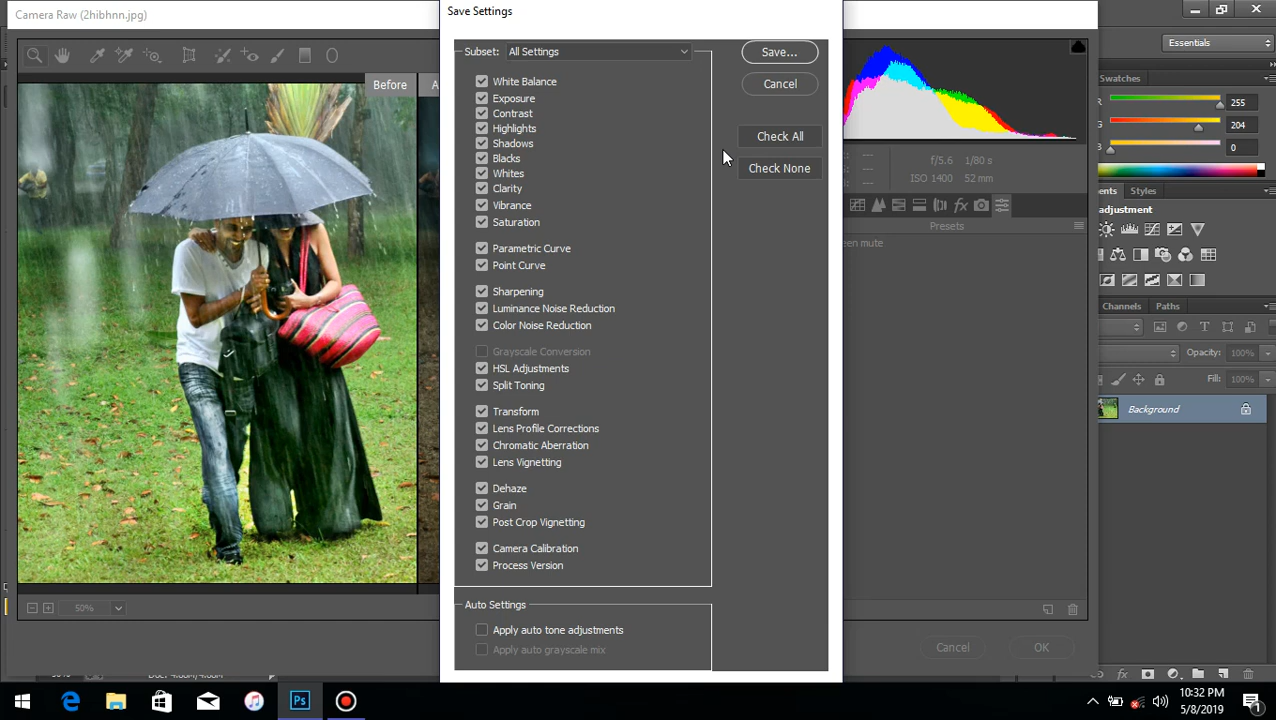 Camera Raw (2hibhnn.jpg)
Save Settings
Subset: All Settings
Save...
Cancel
Check All
Check None
White Balance
Exposure
Contrast
Highlights
Shadows
Blacks
Whites
Clarity
Vibrance
Saturation
Parametric Curve
Point Curve
Sharpening
Luminance Noise Reduction
Color Noise Reduction
Grayscale Conversion
HSL Adjustments
Split Toning
Transform
Lens Profile Corrections
Chromatic Aberration
Lens Vignetting
Dehaze
Grain
Post Crop Vignetting
Camera Calibration
Process Version
Auto Settings
Apply auto tone adjustments
Apply auto grayscale mix
Before
A
50%
f/5.6 1/80 s
ISO 1400 52 mm
Presets
een mute
Cancel
OK
Essentials
Swatches
255
204
0
ents Styles
adjustment
Channels Paths
Opacity: 100%
Fill: 100%
Background
Ps
10:32 PM
5/8/2019
1